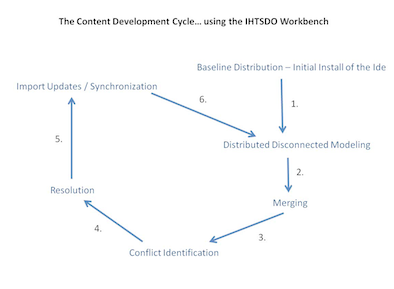 The Content Development Cycle... using the IHTSDO Workbench
Baseline Distribution – Initial Install of the Ide
Import Updates / Synchronization
6.
1.
5.
Distributed Disconnected Modeling
2.
Resolution
Merging
4.
3.
Conflict Identification